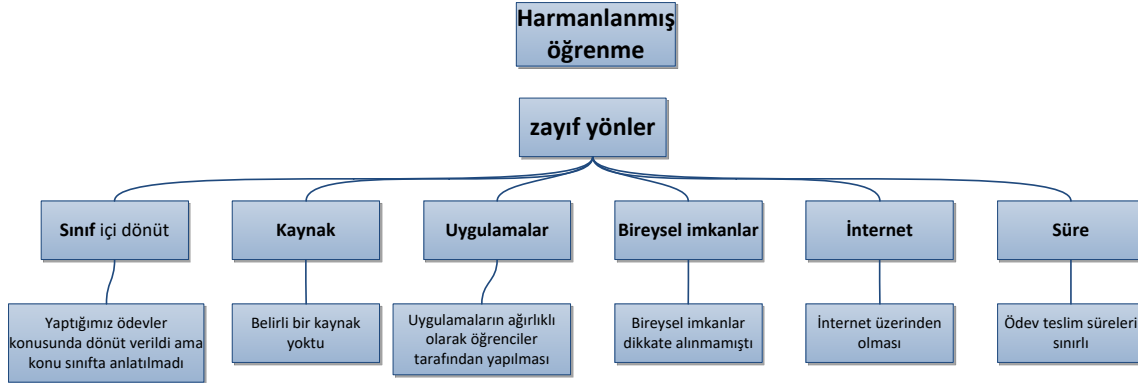 Harmanlanmış
öğrenme
zayıf yönler
Sınıf içi dönüt
Kaynak
Uygulamalar
Bireysel imkanlar
İnternet
Süre
Yaptığımız ödevler
konusunda dönüt verildi ama
konu sınıfta anlatılmadı
Belirli bir kaynak
yoktu
Uygulamaların ağırlıklı
olarak öğrenciler
tarafından yapılması
Bireysel imkanlar
dikkate alınmamıştı
İnternet üzerinden
olması
Ödev teslim süreleri
sınırlı